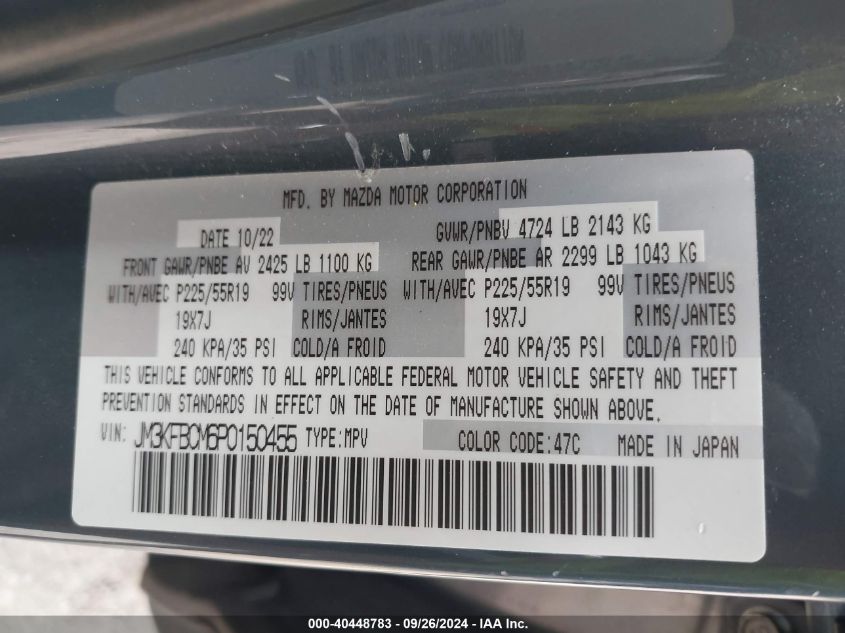 MFD. BY MAZDA MOTOR CORPORATION
DATE 10/22 GVWR/PNBV 4724 LB 2143 KG
FRONT GAWR/PNBE AV 2425 LB 1100 KG REAR GAWR/PNBE AR 2299 LB 1043 KG
WITH/AVEC P225/55R19 99V TIRES/PNEUS WITH/AVEC P225/55R19 99V TIRES/PNEUS
19X7J RIMS/JANTES 19X7J RIMS/JANTES
240 KPA/35 PSI COLD/A FROID 240 KPA/35 PSI COLD/A FROID
THIS VEHICLE CONFORMS TO ALL APPLICABLE FEDERAL MOTOR VEHICLE SAFETY AND THEFT
PREVENTION STANDARDS IN EFFECT ON THE DATE OF MANUFACTURE SHOWN ABOVE.
VIN: JM3KFBCM6P0150455 TYPE:MPV COLOR CODE:47C MADE IN JAPAN
000-40448783 - 09/26/2024 - IAA Inc.